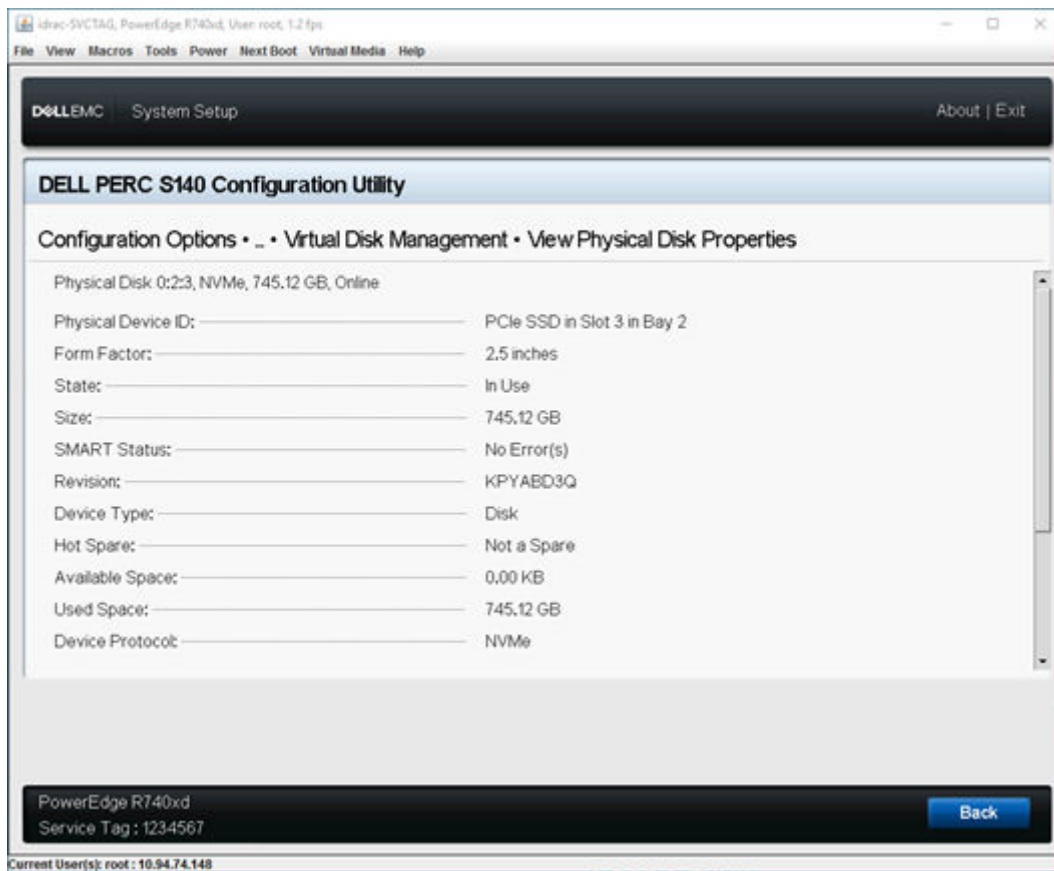 idrac-SVCTAG, PowerEdge R740xd, User: root, 1.2 fps
File View Macros Tools Power Next Boot Virtual Media Help
DELLEMC System Setup About | Exit
DELL PERC S140 Configuration Utility
Configuration Options • .. • Virtual Disk Management • View Physical Disk Properties
Physical Disk 0:2:3, NVMe, 745.12 GB, Online
Physical Device ID: PCIe SSD in Slot 3 in Bay 2
Form Factor: 2.5 inches
State: In Use
Size: 745.12 GB
SMART Status: No Error(s)
Revision: KPYABD3Q
Device Type: Disk
Hot Spare: Not a Spare
Available Space: 0.00 KB
Used Space: 745.12 GB
Device Protocol: NVMe
PowerEdge R740xd
Back
Service Tag : 1234567
Current User(s): root : 10.94.74.148